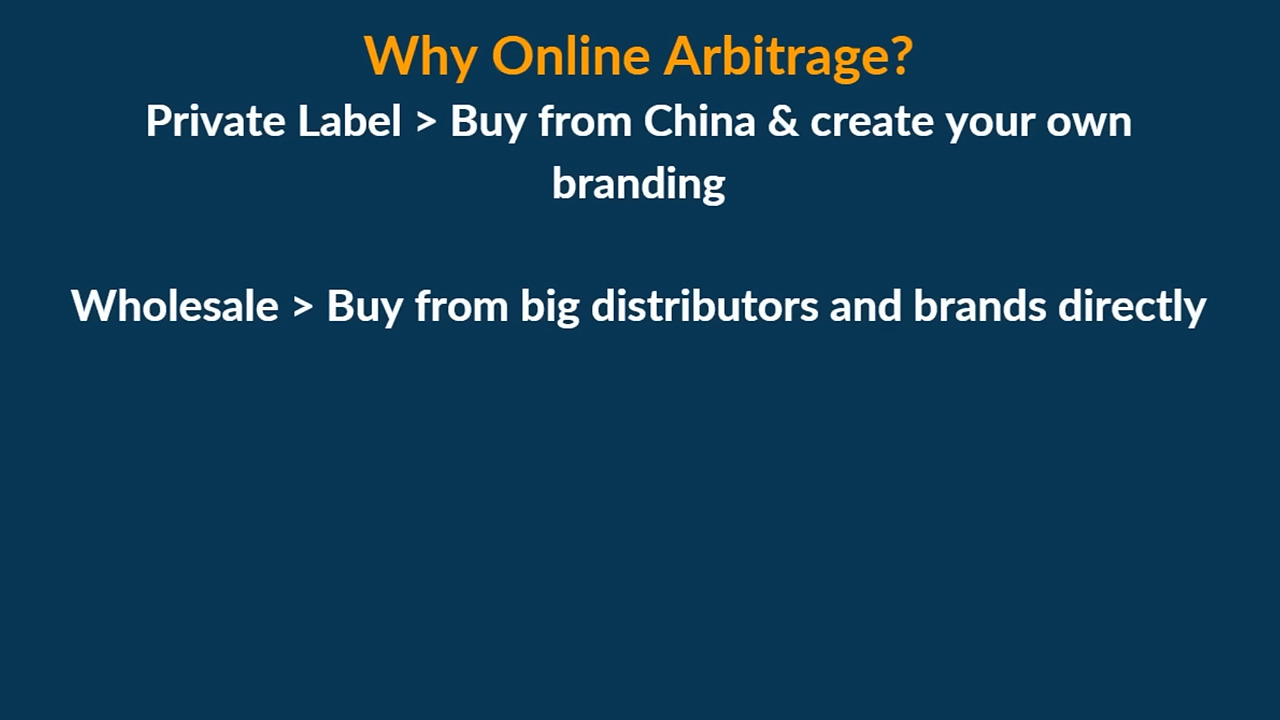 Why Online Arbitrage?
Private Label > Buy from China & create your own
branding
Wholesale > Buy from big distributors and brands directly